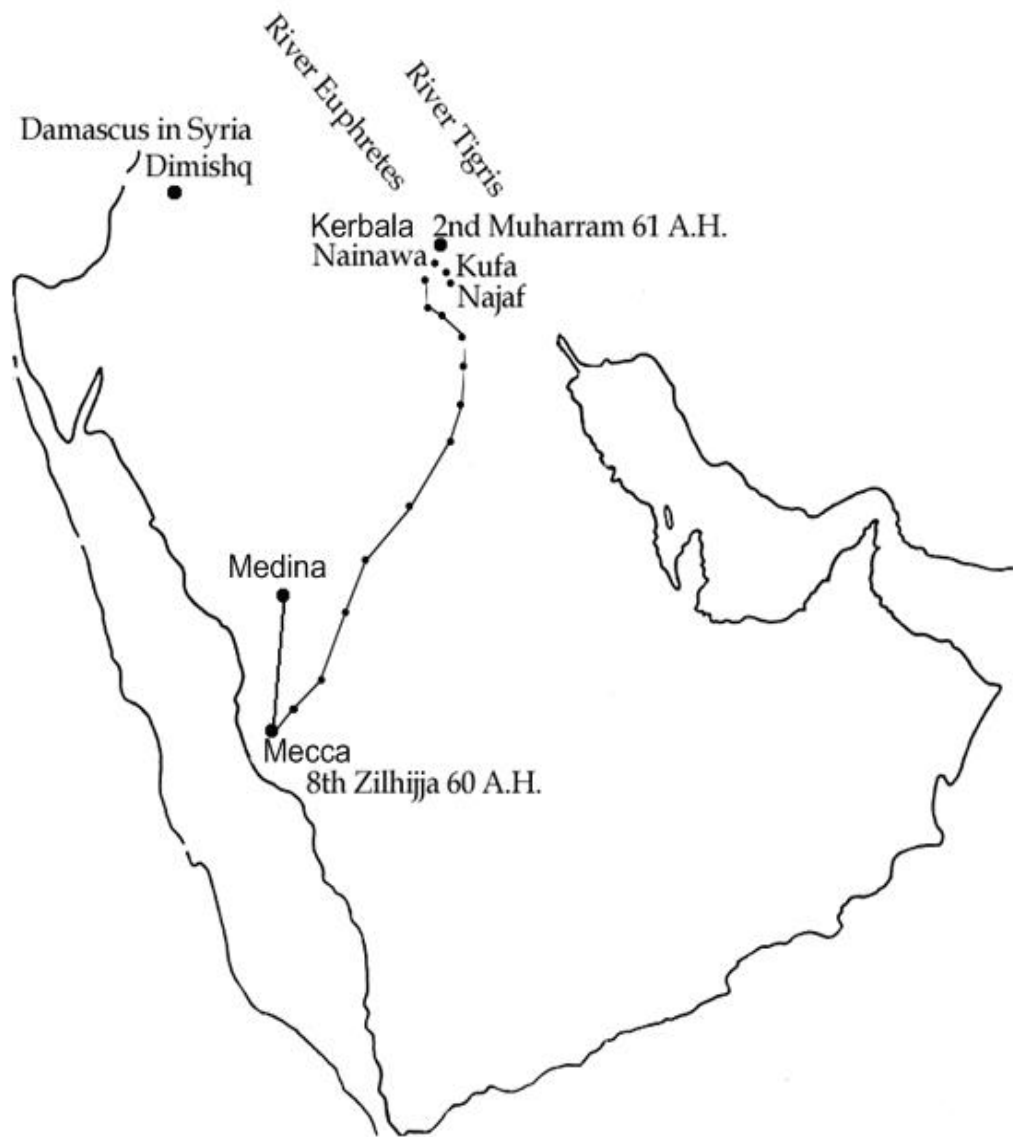 River Euphretes
River Tigris
Damascus in Syria
Dimishq
Kerbala 2nd Muharram 61 A.H.
Nainawa
Kufa
Najaf
Medina
Mecca
8th Zilhijja 60 A.H.